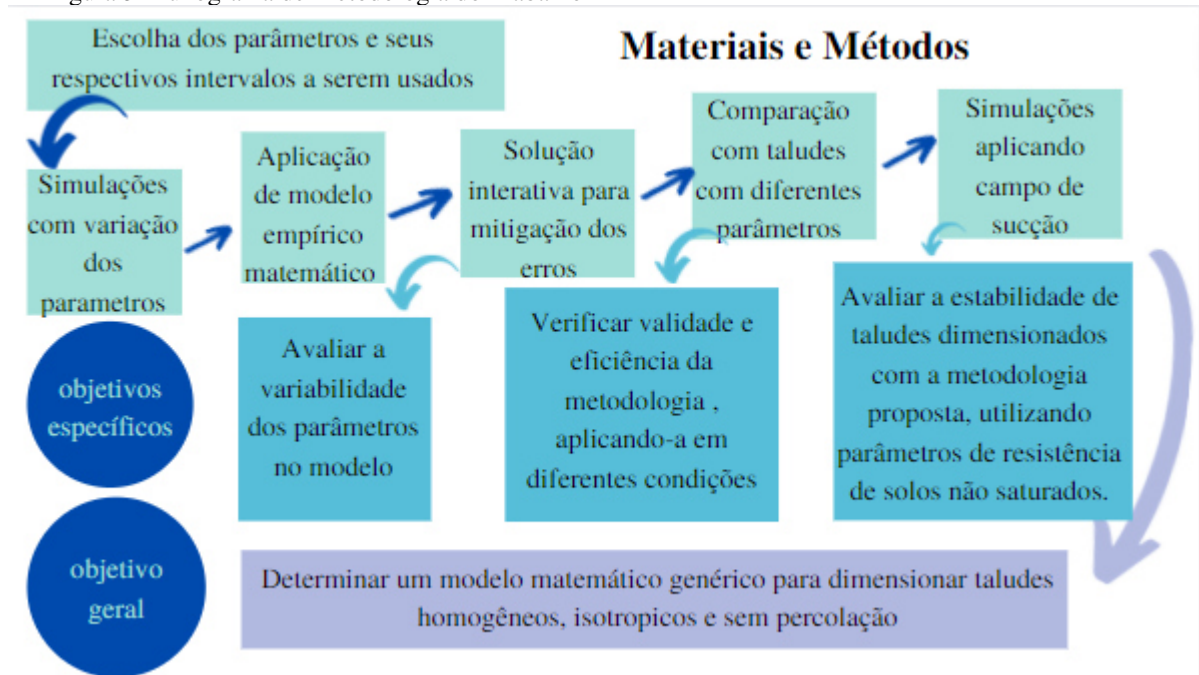 Materiais e Métodos
Escolha dos parâmetros e seus
respectivos intervalos a serem usados
Simulações
com variação
dos
parametros
Aplicação
de modelo
empírico
matemático
Solução
interativa para
mitigação dos
erros
Comparação
com taludes
com diferentes
parâmetros
Simulações
aplicando
campo de
sucção
objetivos
específicos
Avaliar a
variabilidade
dos parâmetros
no modelo
Verificar validade e
eficiência da
metodologia ,
aplicando-a em
diferentes condições
Avaliar a estabilidade de
taludes dimensionados
com a metodologia
proposta, utilizando
parâmetros de resistência
de solos não saturados.
objetivo
geral
Determinar um modelo matemático genérico para dimensionar taludes
homogêneos, isotropicos e sem percolação